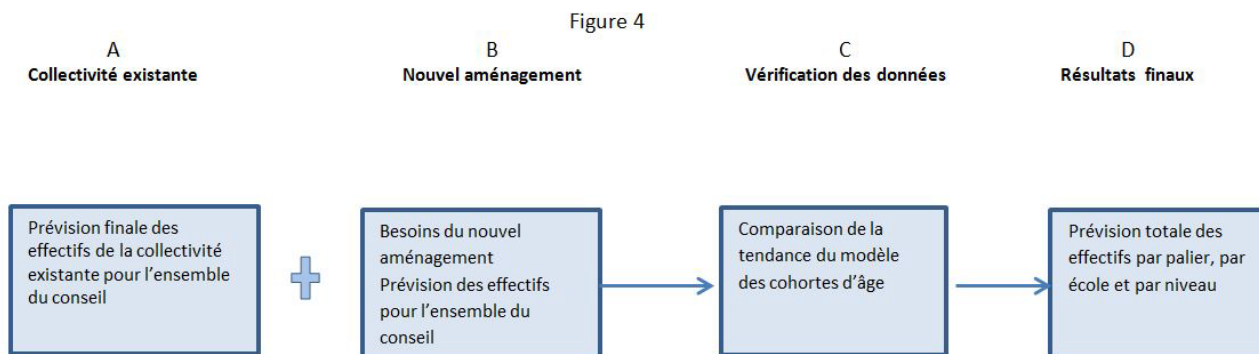 Figure 4
A
Collectivité existante
B
Nouvel aménagement
C
Vérification des données
D
Résultats finaux
Prévision finale des
effectifs de la collectivité
existante pour l’ensemble
du conseil
Besoins du nouvel
aménagement
Prévision des effectifs
pour l’ensemble du
conseil
Comparaison de la
tendance du modèle
des cohortes d’âge
Prévision totale des
effectifs par palier, par
école et par niveau